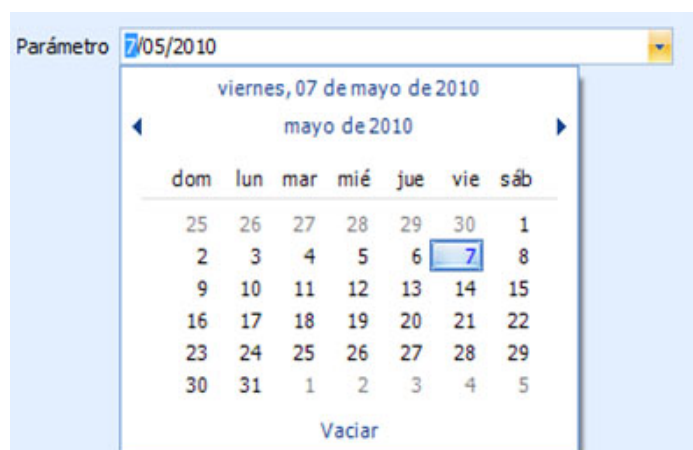 Parámetro 7/05/2010
viernes, 07 de mayo de 2010
mayo de 2010
dom lun mar mié jue vie sáb
25 26 27 28 29 30 1
2 3 4 5 6 7 8
9 10 11 12 13 14 15
16 17 18 19 20 21 22
23 24 25 26 27 28 29
30 31 1 2 3 4 5
Vaciar